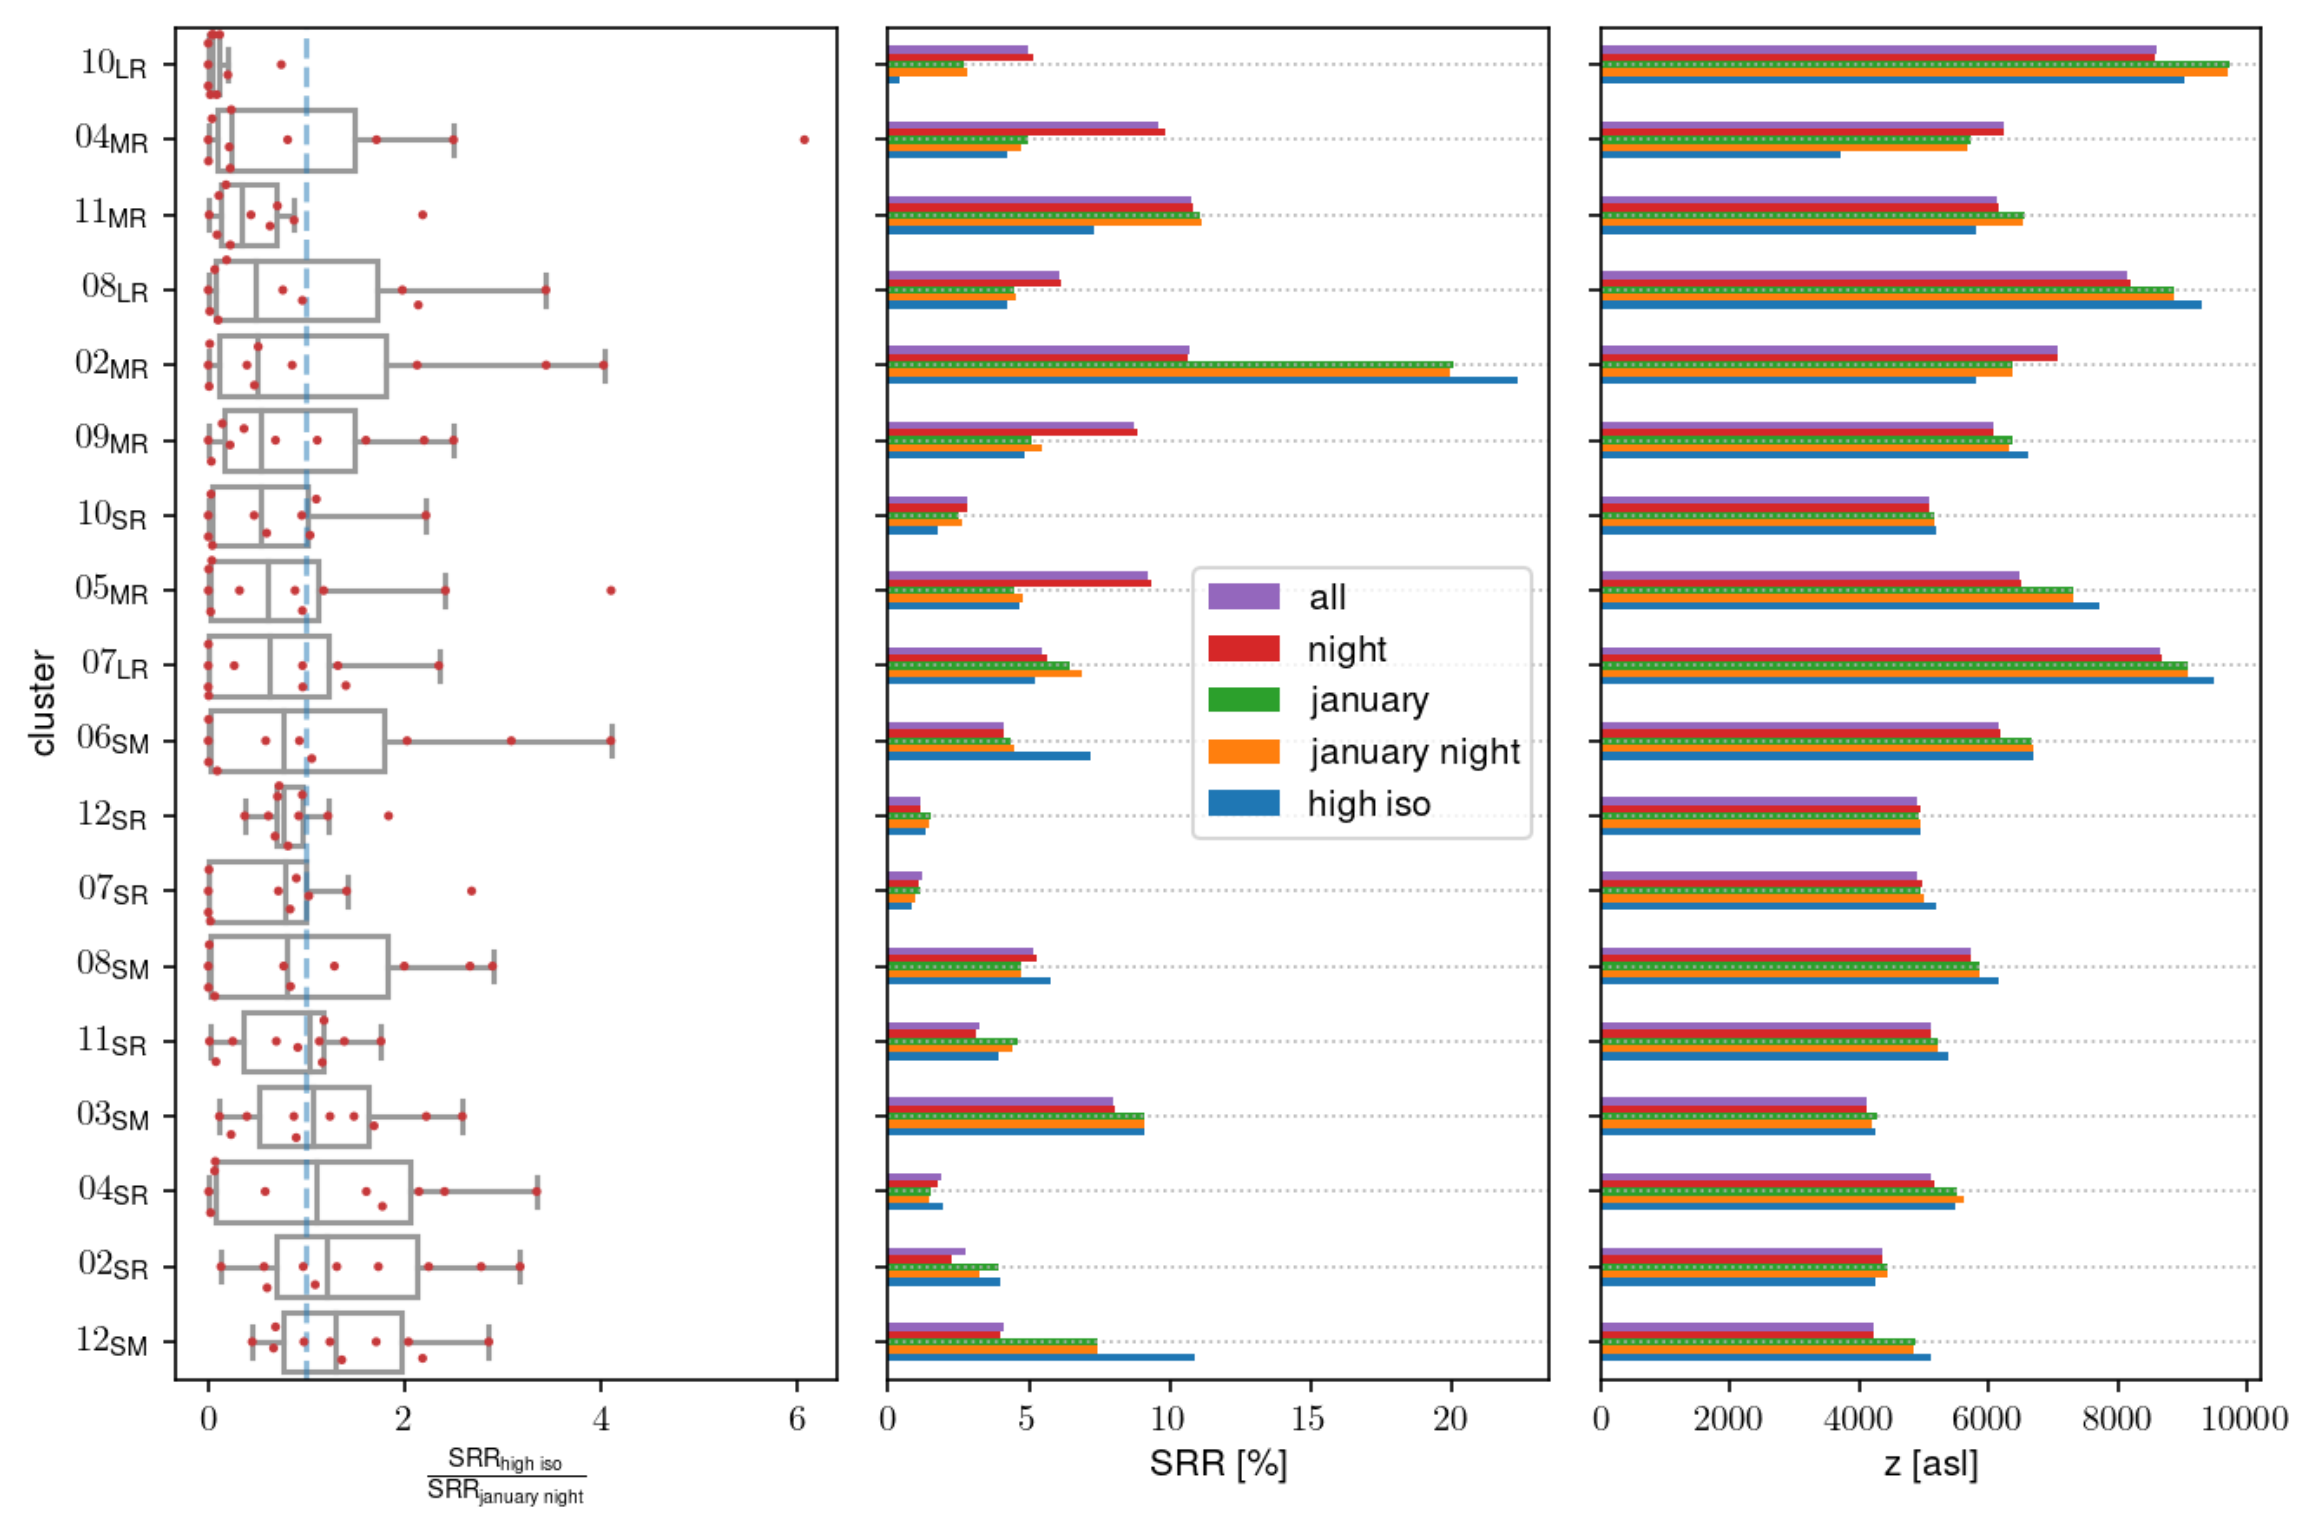 cluster
10LR
04MR
11MR
08LR
02MR
09MR
10SR
05MR
07LR
06SM
12SR
07SR
08SM
11SR
03SM
04SR
02SR
12SM
0 2 4 6
SRRhigh iso
SRRjanuary night
all
night
january
january night
high iso
0 5 10 15 20
SRR [%]
0 2000 4000 6000 8000 10000
z [asl]